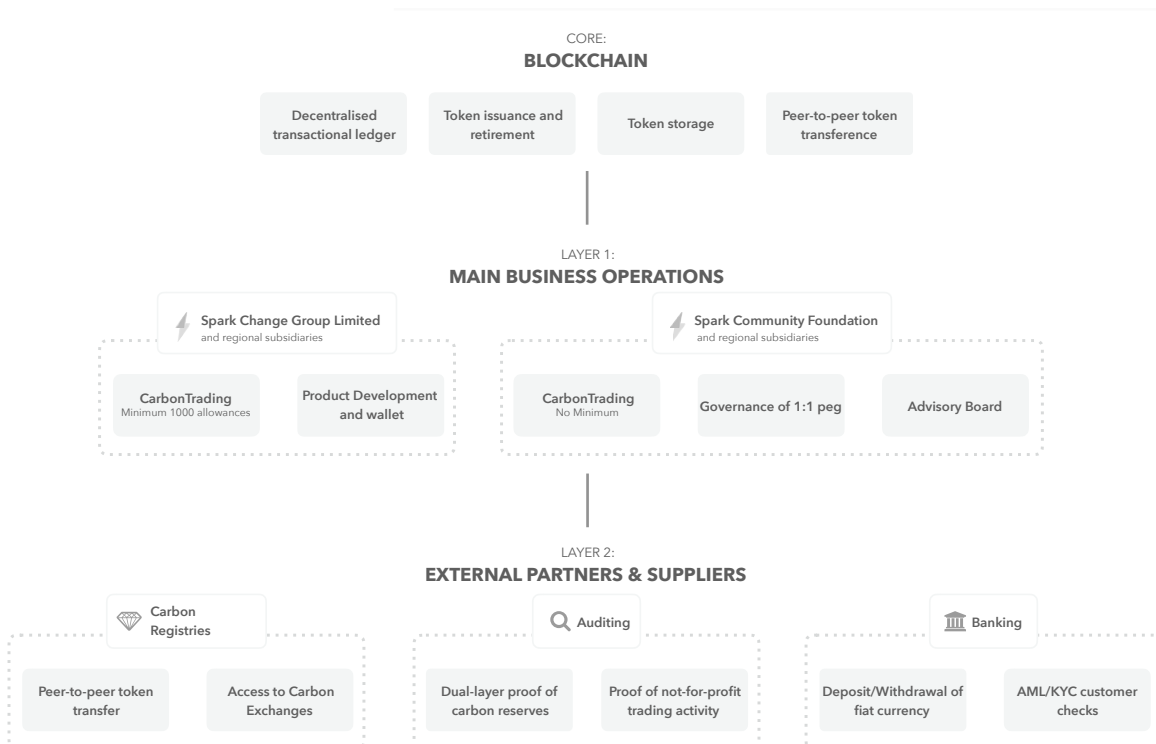 CORE:
BLOCKCHAIN
Decentralised
transactional ledger
Token issuance and
retirement
Token storage
Peer-to-peer token
transference
LAYER 1:
MAIN BUSINESS OPERATIONS
Spark Change Group Limited
and regional subsidiaries
CarbonTrading
Minimum 1000 allowances
Product Development
and wallet
Spark Community Foundation
and regional subsidiaries
CarbonTrading
No Minimum
Governance of 1:1 peg
Advisory Board
LAYER 2:
EXTERNAL PARTNERS & SUPPLIERS
Carbon
Registries
Peer-to-peer token
transfer
Access to Carbon
Exchanges
Auditing
Dual-layer proof of
carbon reserves
Proof of not-for-profit
trading activity
Banking
Deposit/Withdrawal of
fiat currency
AML/KYC customer
checks